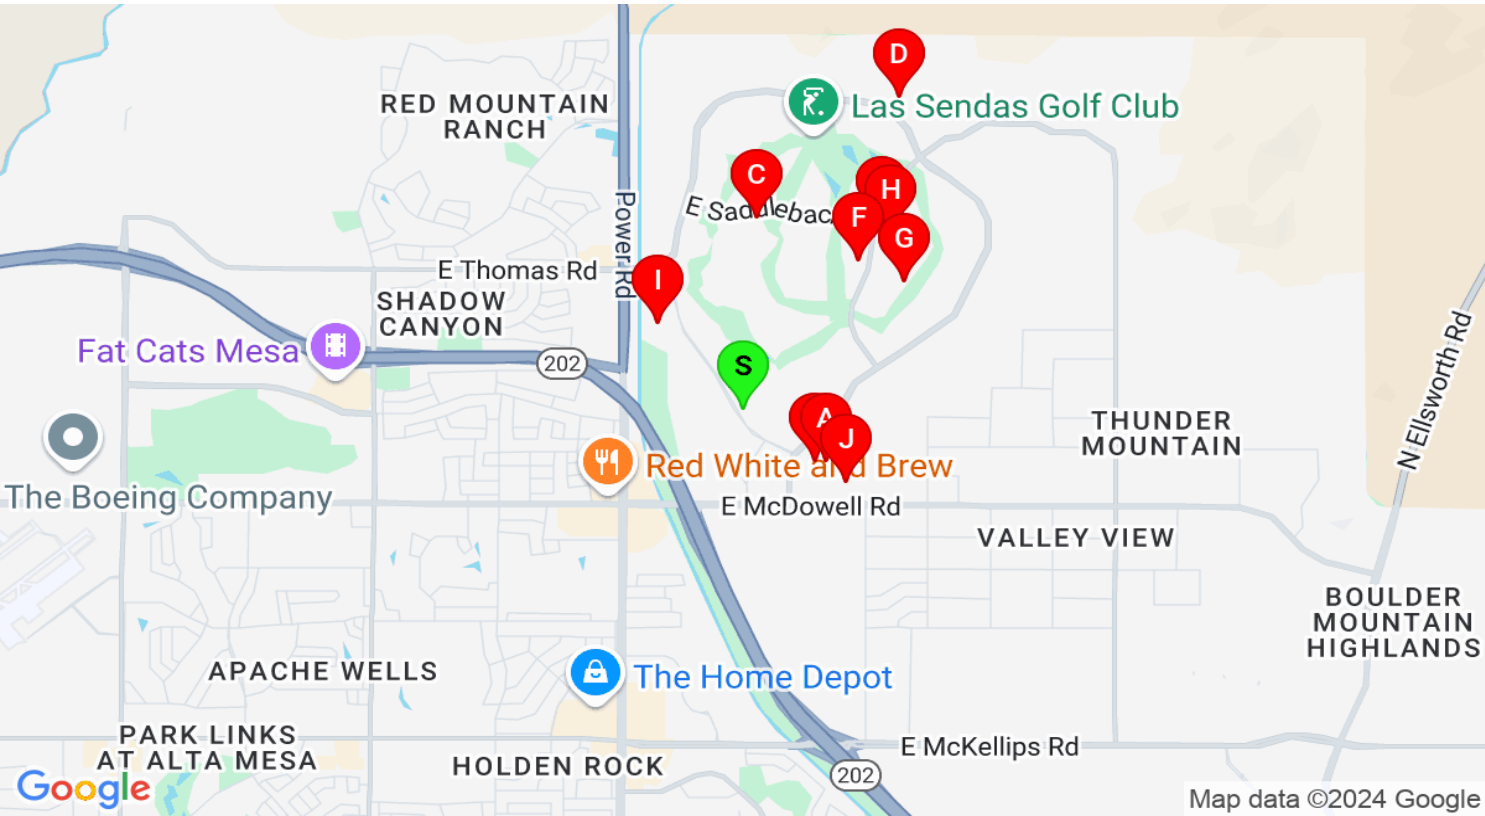 D
Las Sendas Golf Club
RED MOUNTAIN
RANCH
C
H
E Saddleback
F
G
Power Rd
E Thomas Rd
I
SHADOW
CANYON
Fat Cats Mesa
202
S
N Ellsworth Rd
A
J
THUNDER
MOUNTAIN
Red White and Brew
The Boeing Company
E McDowell Rd
VALLEY VIEW
BOULDER
MOUNTAIN
HIGHLANDS
APACHE WELLS
The Home Depot
PARK LINKS
AT ALTA MESA
E McKellips Rd
HOLDEN ROCK
202
Google
Map data ©2024 Google